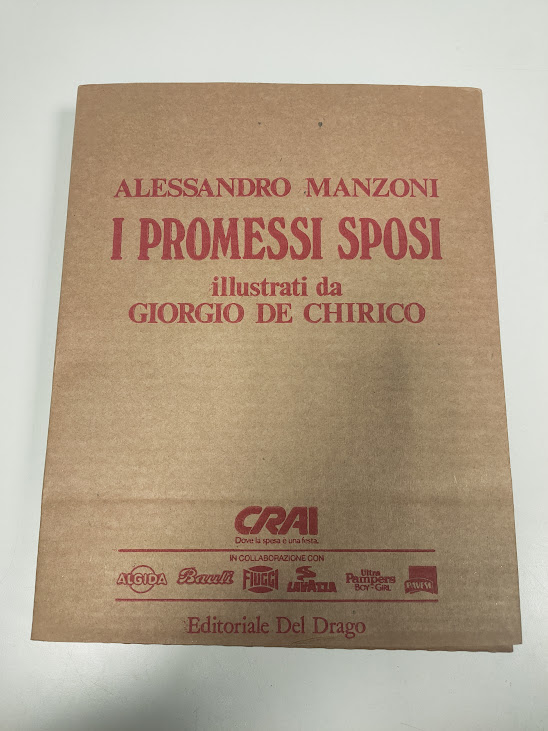 ALESSANDRO MANZONI
I PROMESSI SPOSI
illustrati da
GIORGIO DE CHIRICO
CRAI
Dove la spesa è una festa.
IN COLLABORAZIONE CON
ALGIDA Bauli FIUGGI LAVAZZA Ultra Pampers BOY-GIRL PAVESI
Editoriale Del Drago